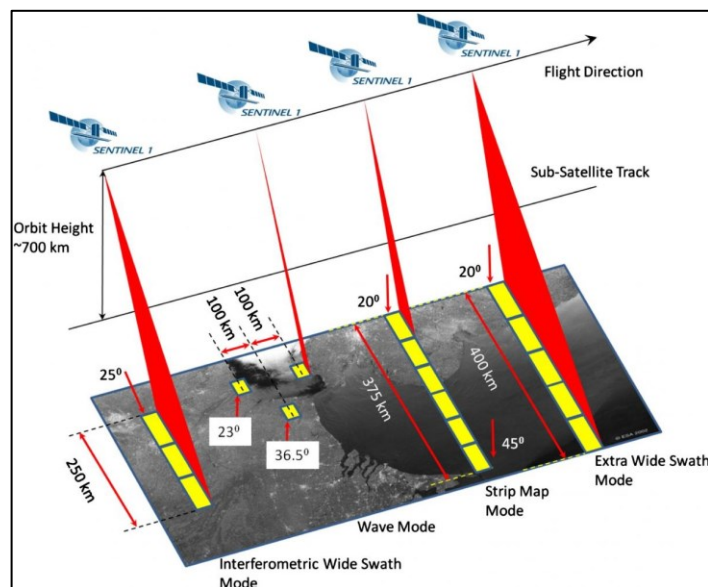 SENTINEL 1
SENTINEL 1
SENTINEL 1
SENTINEL 1
Flight Direction
Sub-Satellite Track
Orbit Height
~700 km
100 km
100 km
20⁰
20⁰
25⁰
23⁰
36.5⁰
375 km
400 km
45⁰
250 km
© ESA
Extra Wide Swath
Mode
Strip Map
Mode
Wave Mode
Interferometric Wide Swath
Mode